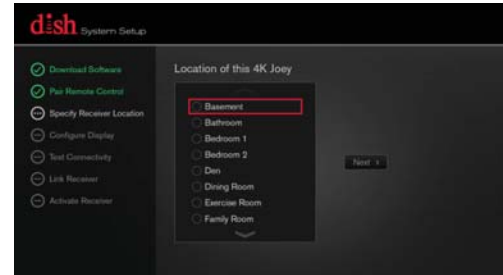 dish System Setup
Download Software
Pair Remote Control
Specify Receiver Location
Configure Display
Test Connectivity
Link Receiver
Activate Receiver
Location of this 4K Joey
Basement
Bathroom
Bedroom 1
Bedroom 2
Den
Dining Room
Exercise Room
Family Room
Next